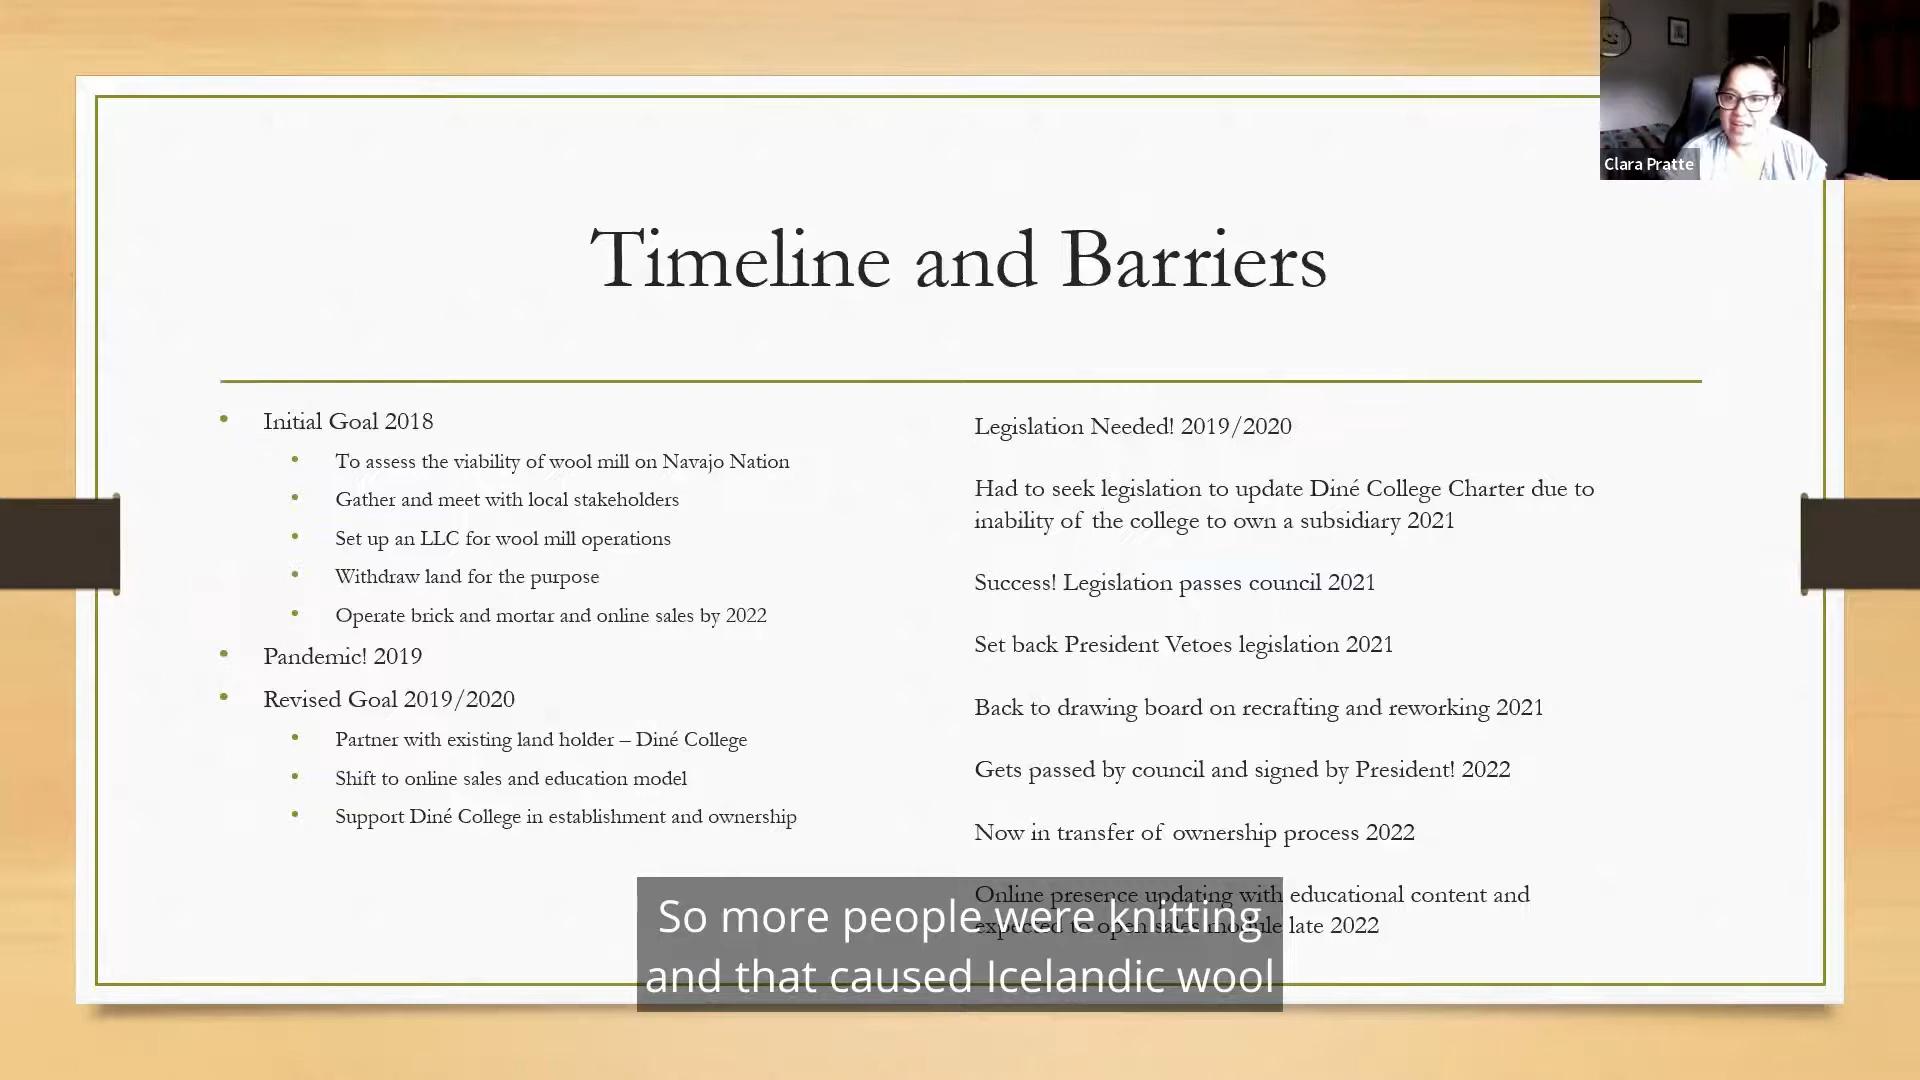 Clara Pratte
Timeline and Barriers
Initial Goal 2018
To assess the viability of wool mill on Navajo Nation
Gather and meet with local stakeholders
Set up an LLC for wool mill operations
Withdraw land for the purpose
Operate brick and mortar and online sales by 2022
Pandemic! 2019
Revised Goal 2019/2020
Partner with existing land holder – Diné College
Shift to online sales and education model
Support Diné College in establishment and ownership
Legislation Needed! 2019/2020
Had to seek legislation to update Diné College Charter due to
inability of the college to own a subsidiary 2021
Success! Legislation passes council 2021
Set back President Vetoes legislation 2021
Back to drawing board on recrafting and reworking 2021
Gets passed by council and signed by President! 2022
Now in transfer of ownership process 2022
Online presence updating with educational content and
expected to open sales module late 2022
So more people were knitting
and that caused Icelandic wool